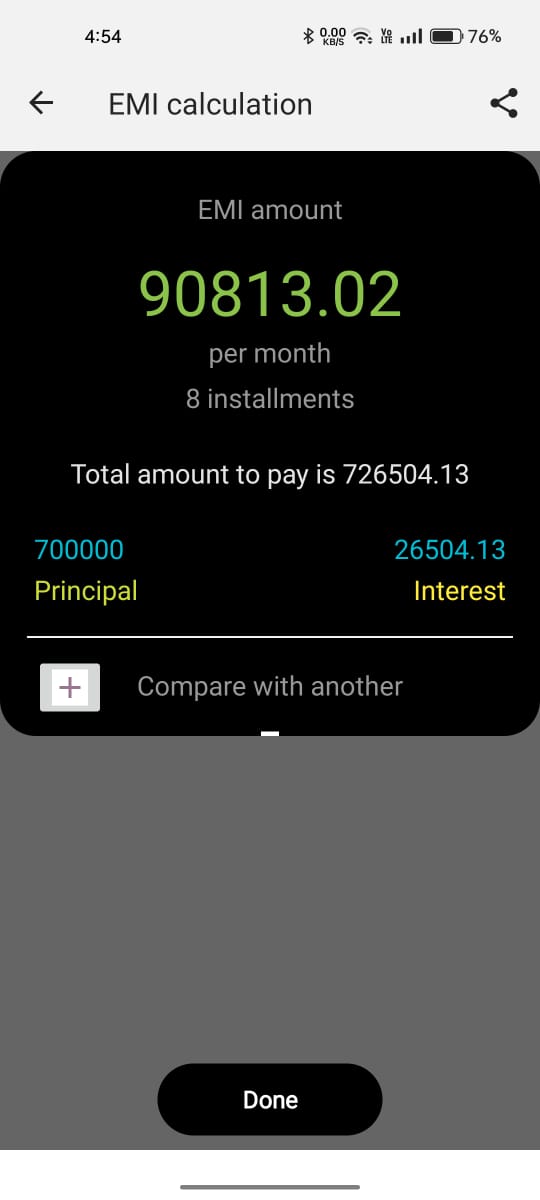 4:54 0.00 KB/S Vo LTE 76%
EMI calculation
EMI amount
90813.02
per month
8 installments
Total amount to pay is 726504.13
700000 26504.13
Principal Interest
+ Compare with another
Done